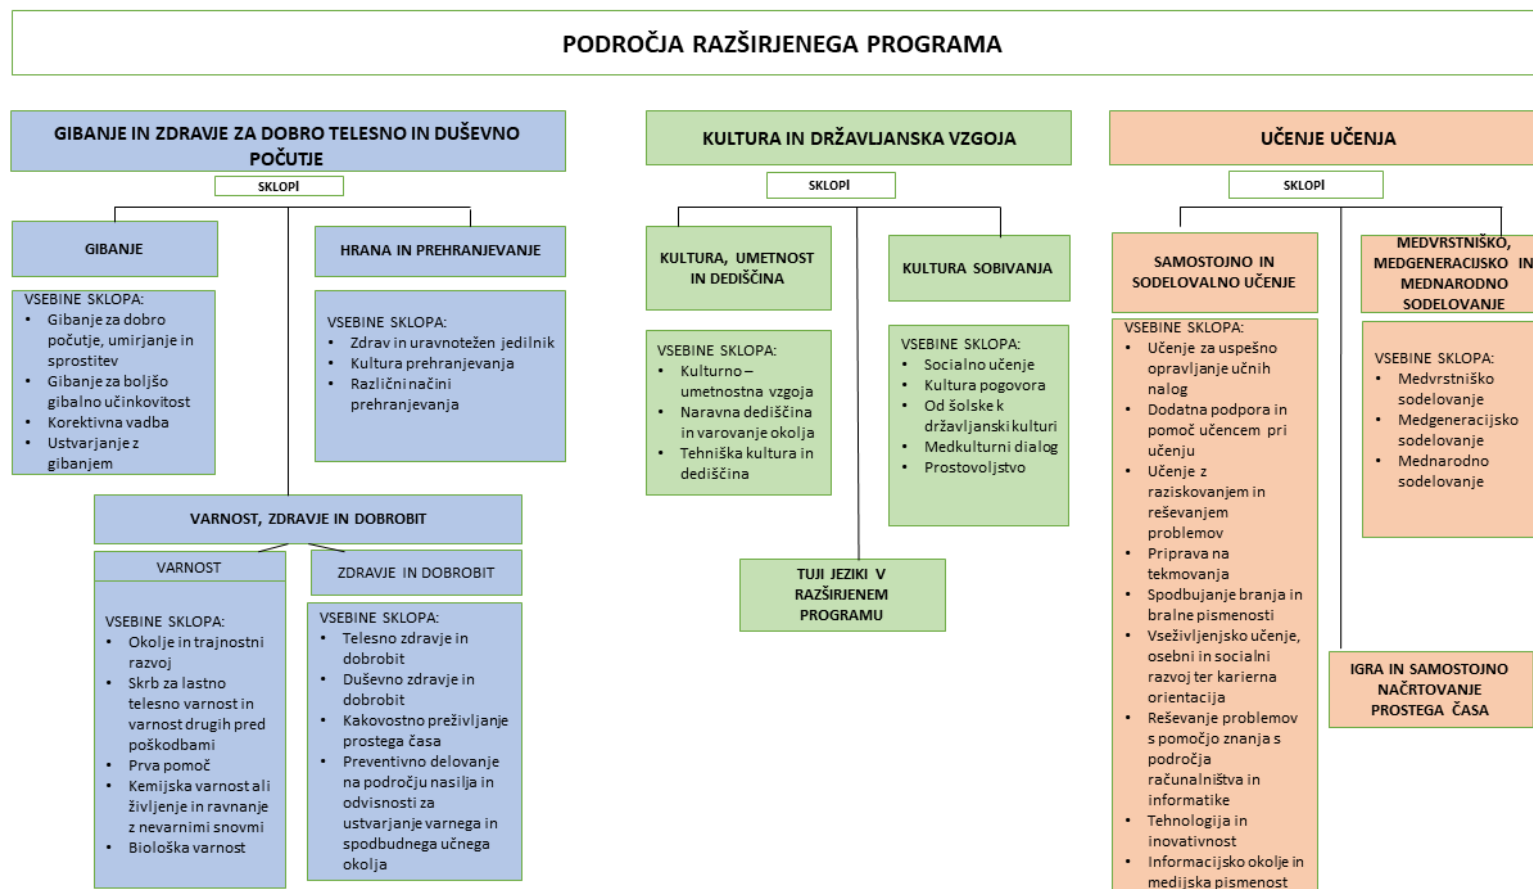 PODROČJA RAZŠIRJENEGA PROGRAMA
GIBANJE IN ZDRAVJE ZA DOBRO TELESNO IN DUŠEVNO
POČUTJE
SKLOPI
GIBANJE
VSEBINE SKLOPA:
• Gibanje za dobro
počutje, umirjanje in
sprostitev
• Gibanje za boljšo
gibalno učinkovitost
• Korektivna vadba
• Ustvarjanje z
gibanjem
HRANA IN PREHRANJEVANJE
VSEBINE SKLOPA:
• Zdrav in uravnotežen jedilnik
• Kultura prehranjevanja
• Različni načini
prehranjevanja
VARNOST, ZDRAVJE IN DOBROBIT
VARNOST
VSEBINE SKLOPA:
• Okolje in trajnostni
razvoj
• Skrb za lastno
telesno varnost in
varnost drugih pred
poškodbami
• Prva pomoč
• Kemijska varnost ali
življenje in ravnanje
z nevarnimi snovmi
• Biološka varnost
ZDRAVJE IN DOBROBIT
VSEBINE SKLOPA:
• Telesno zdravje in
dobrobit
• Duševno zdravje in
dobrobit
• Kakovostno preživljanje
prostega časa
• Preventivno delovanje
na področju nasilja in
odvisnosti za
ustvarjanje varnega in
spodbudnega učnega
okolja
KULTURA IN DRŽAVLJANSKA VZGOJA
SKLOPI
KULTURA, UMETNOST
IN DEDIŠČINA
VSEBINE SKLOPA:
• Kulturno –
umetnostna vzgoja
• Naravna dediščina
in varovanje okolja
• Tehniška kultura in
dediščina
KULTURA SOBIVANJA
VSEBINE SKLOPA:
• Socialno učenje
• Kultura pogovora
• Od šolske k
državljanski kulturi
• Medkulturni dialog
• Prostovoljstvo
TUJI JEZIKI V
RAZŠIRJENEM
PROGRAMU
UČENJE UČENJA
SKLOPI
SAMOSTOJNO IN
SODELOVALNO UČENJE
VSEBINE SKLOPA:
• Učenje za uspešno
opravljanje učnih
nalog
• Dodatna podpora in
pomoč učencem pri
učenju
• Učenje z
raziskovanjem in
reševanjem
problemov
• Priprava na
tekmovanja
• Spodbujanje branja in
bralne pismenosti
• Vseživljenjsko učenje,
osebni in socialni
razvoj ter karierna
orientacija
• Reševanje problemov
s pomočjo znanja s
področja
računalništva in
informatike
• Tehnologija in
inovativnost
• Informacijsko okolje in
medijska pismenost
MEDVRSTNIŠKO,
MEDGENERACIJSKO IN
MEDNARODNO
SODELOVANJE
VSEBINE SKLOPA:
• Medvrstniško
sodelovanje
• Medgeneracijsko
sodelovanje
• Mednarodno
sodelovanje
IGRA IN SAMOSTOJNO
NAČRTOVANJE
PROSTEGA ČASA